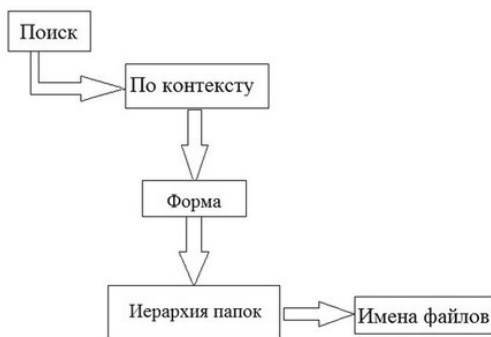 Поиск
По контексту
Форма
Иерархия папок
Имена файлов